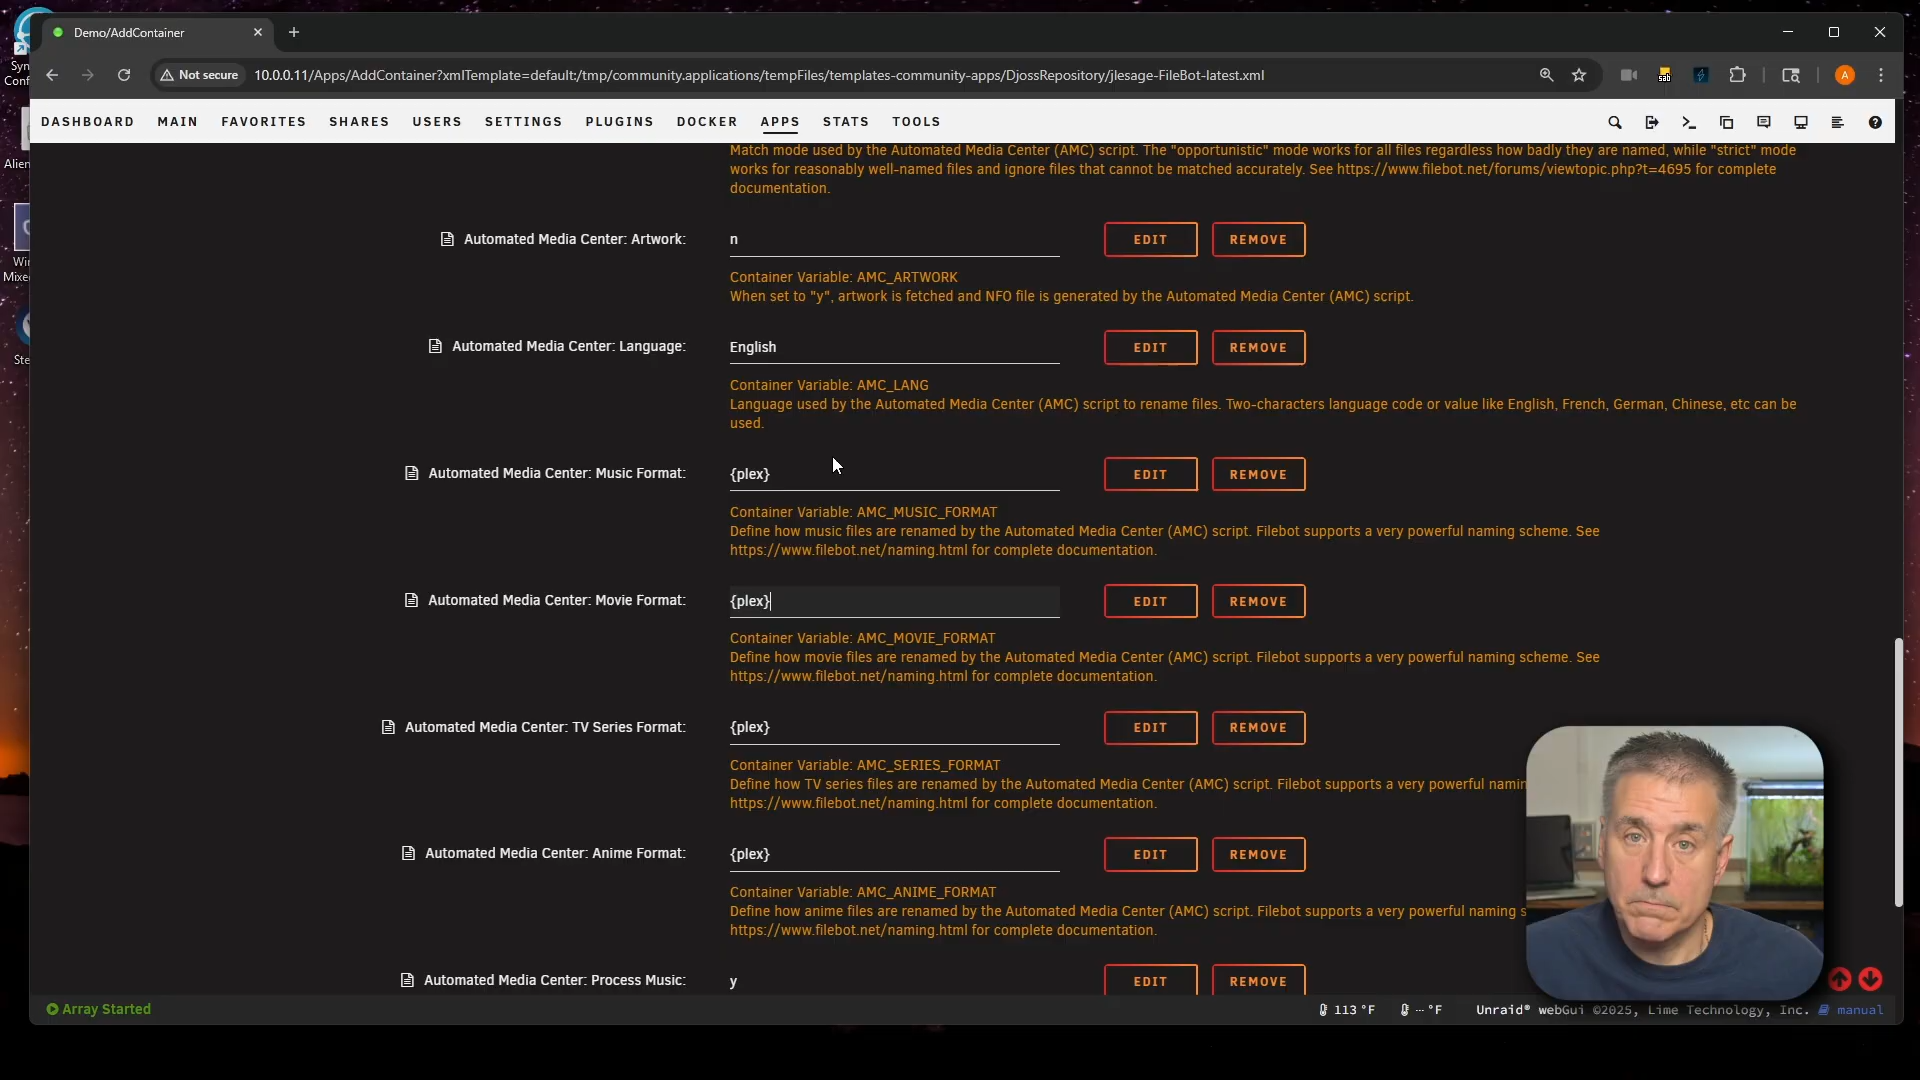 Demo/AddContainer
Not secure
10.0.0.11/Apps/AddContainer?xmlTemplate=default:/tmp/community.applications/tempFiles/templates-community-apps/DjossRepository/jlesage-FileBot-latest.xml
sab
A
DASHBOARD MAIN FAVORITES SHARES USERS SETTINGS PLUGINS DOCKER APPS STATS TOOLS
Match mode used by the Automated Media Center (AMC) script. The "opportunistic" mode works for all files regardless how badly they are named, while "strict" mode
works for reasonably well-named files and ignore files that cannot be matched accurately. See https://www.filebot.net/forums/viewtopic.php?t=4695 for complete
documentation.
Automated Media Center: Artwork: n EDIT REMOVE
Container Variable: AMC_ARTWORK
When set to "y", artwork is fetched and NFO file is generated by the Automated Media Center (AMC) script.
Automated Media Center: Language: English EDIT REMOVE
Container Variable: AMC_LANG
Language used by the Automated Media Center (AMC) script to rename files. Two-characters language code or value like English, French, German, Chinese, etc can be
used.
Automated Media Center: Music Format: {plex} EDIT REMOVE
Container Variable: AMC_MUSIC_FORMAT
Define how music files are renamed by the Automated Media Center (AMC) script. Filebot supports a very powerful naming scheme. See
https://www.filebot.net/naming.html for complete documentation.
Automated Media Center: Movie Format: {plex} EDIT REMOVE
Container Variable: AMC_MOVIE_FORMAT
Define how movie files are renamed by the Automated Media Center (AMC) script. Filebot supports a very powerful naming scheme. See
https://www.filebot.net/naming.html for complete documentation.
Automated Media Center: TV Series Format: {plex} EDIT REMOVE
Container Variable: AMC_SERIES_FORMAT
Define how TV series files are renamed by the Automated Media Center (AMC) script. Filebot supports a very powerful namin
https://www.filebot.net/naming.html for complete documentation.
Automated Media Center: Anime Format: {plex} EDIT REMOVE
Container Variable: AMC_ANIME_FORMAT
Define how anime files are renamed by the Automated Media Center (AMC) script. Filebot supports a very powerful naming s
https://www.filebot.net/naming.html for complete documentation.
Automated Media Center: Process Music: y EDIT REMOVE
Array Started 113 °F -- °F Unraid® webGui ©2025, Lime Technology, Inc. manual